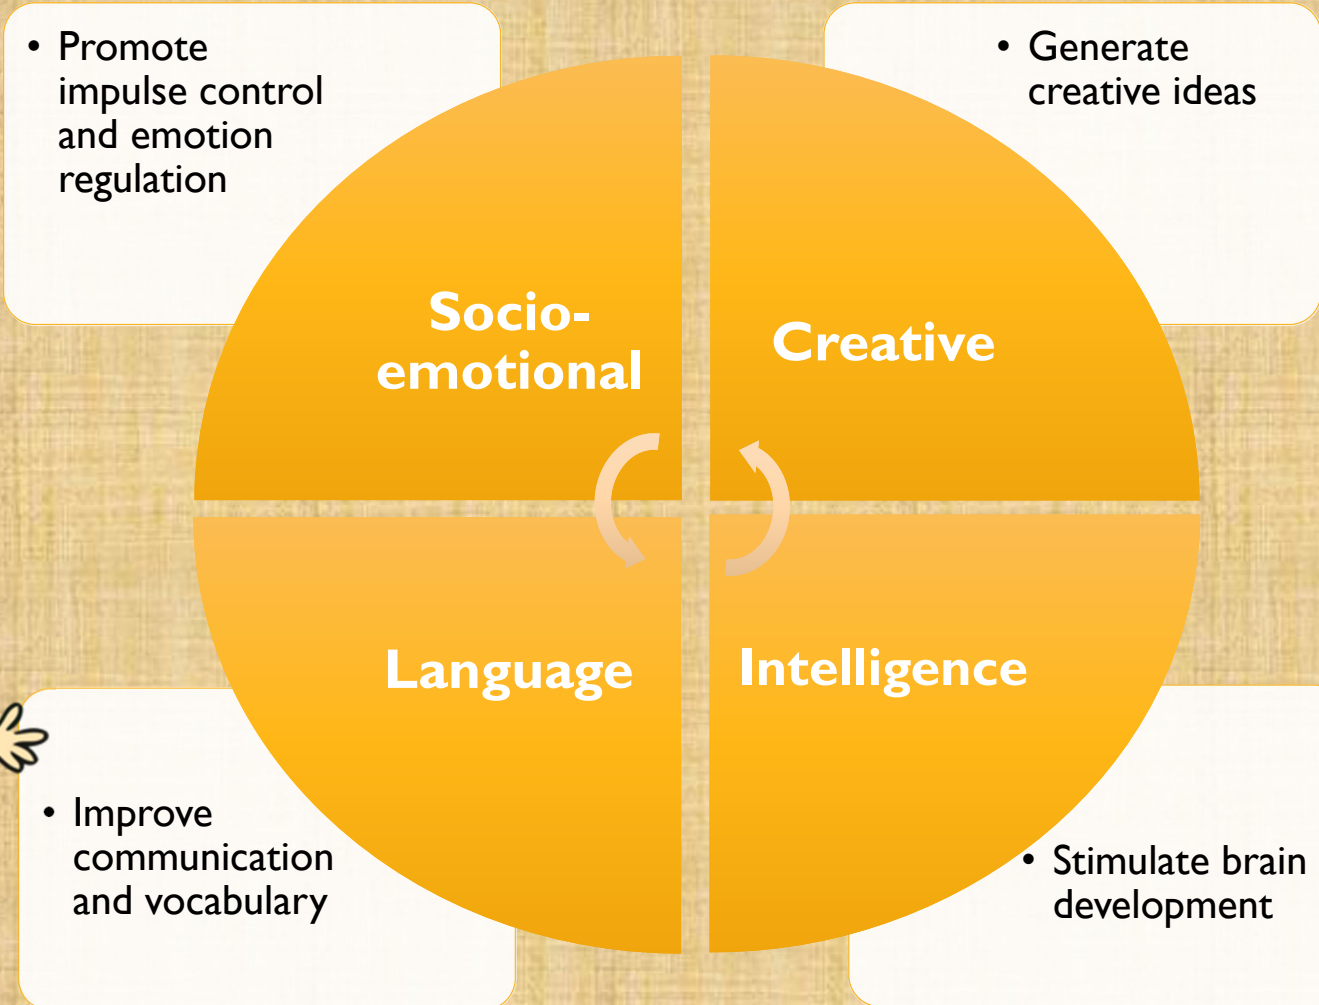 • Promote
impulse control
and emotion
regulation
• Generate
creative ideas
Socio-
emotional
Creative
Language
Intelligence
• Improve
communication
and vocabulary
• Stimulate brain
development